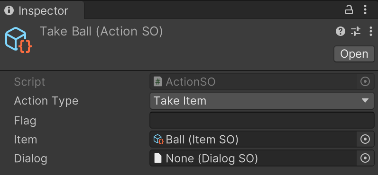 Inspector
Take Ball (Action SO)
Open
Script ActionSO
Action Type Take Item
Flag
Item Ball (Item SO)
Dialog None (Dialog SO)